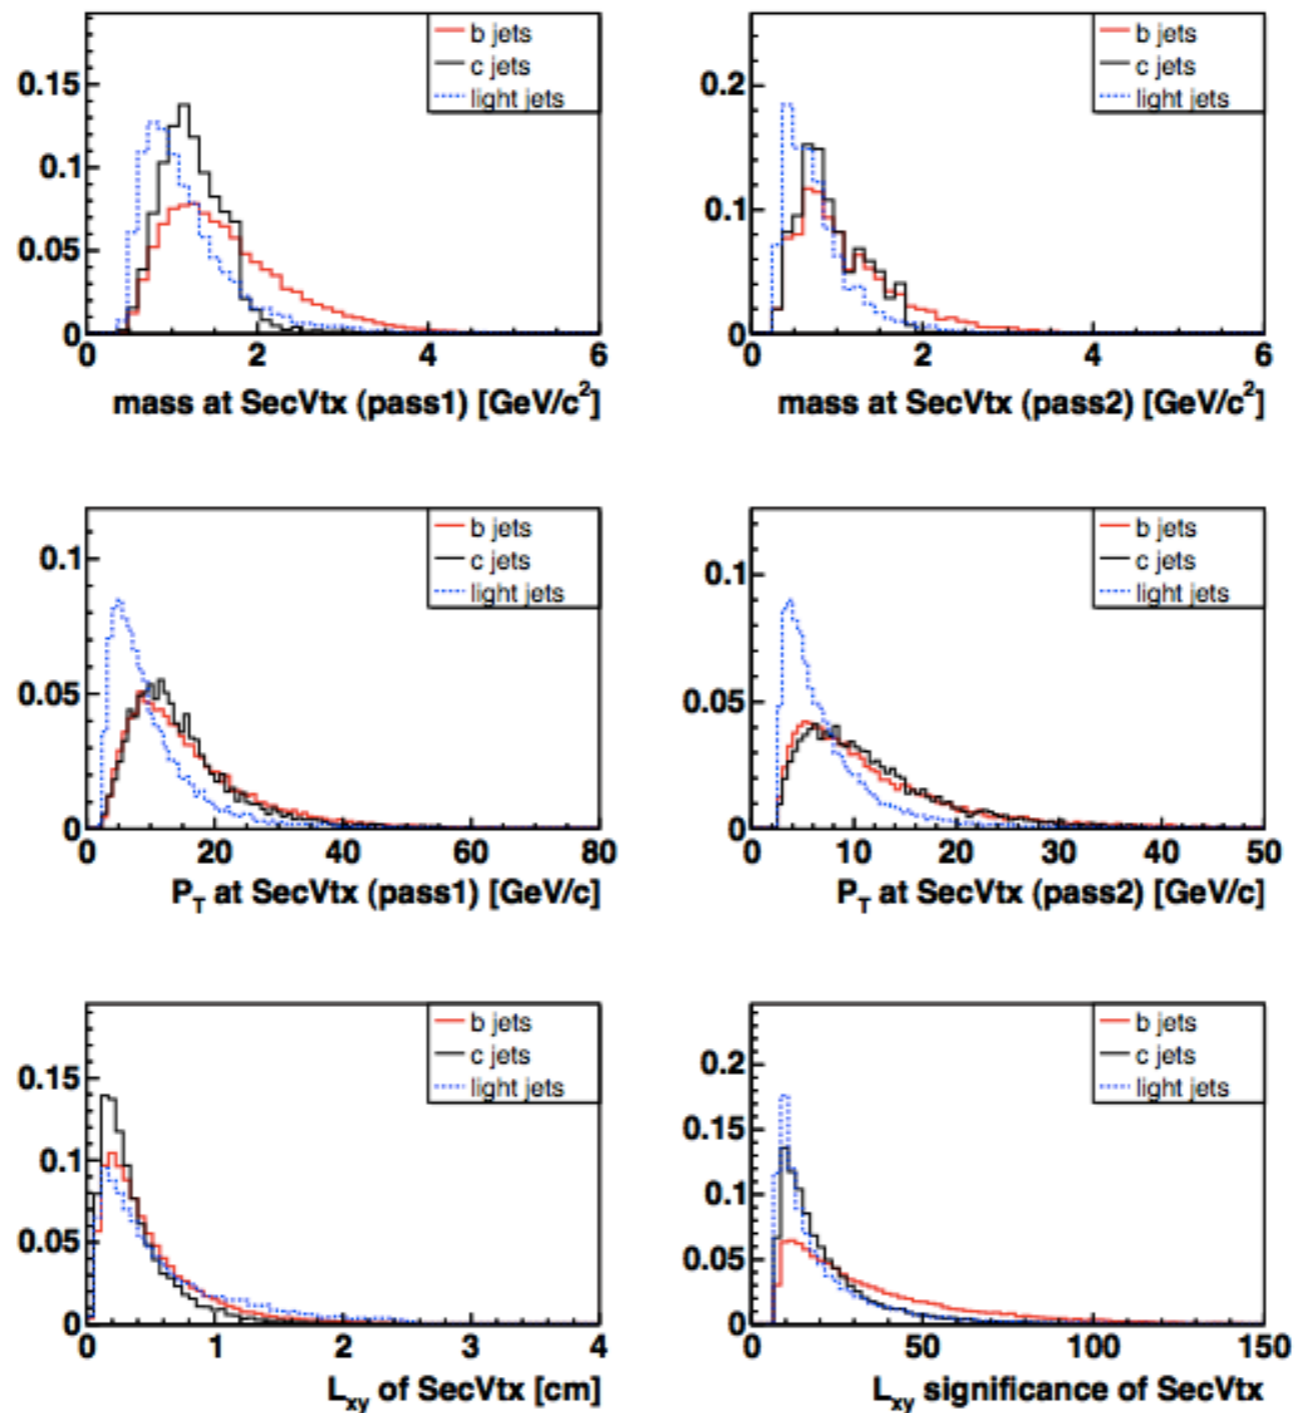 b jets
c jets
light jets
0.15
0.1
0.05
0
0 2 4 6
mass at SecVtx (pass1) [GeV/c²]
b jets
c jets
light jets
0.2
0.1
0
0 2 4 6
mass at SecVtx (pass2) [GeV/c²]
b jets
c jets
light jets
0.1
0.05
0
0 20 40 60 80
P_T at SecVtx (pass1) [GeV/c]
b jets
c jets
light jets
0.1
0.05
0
0 10 20 30 40 50
P_T at SecVtx (pass2) [GeV/c]
b jets
c jets
light jets
0.15
0.1
0.05
0
0 1 2 3 4
L_xy of SecVtx [cm]
b jets
c jets
light jets
0.2
0.15
0.1
0.05
0
0 50 100 150
L_xy significance of SecVtx